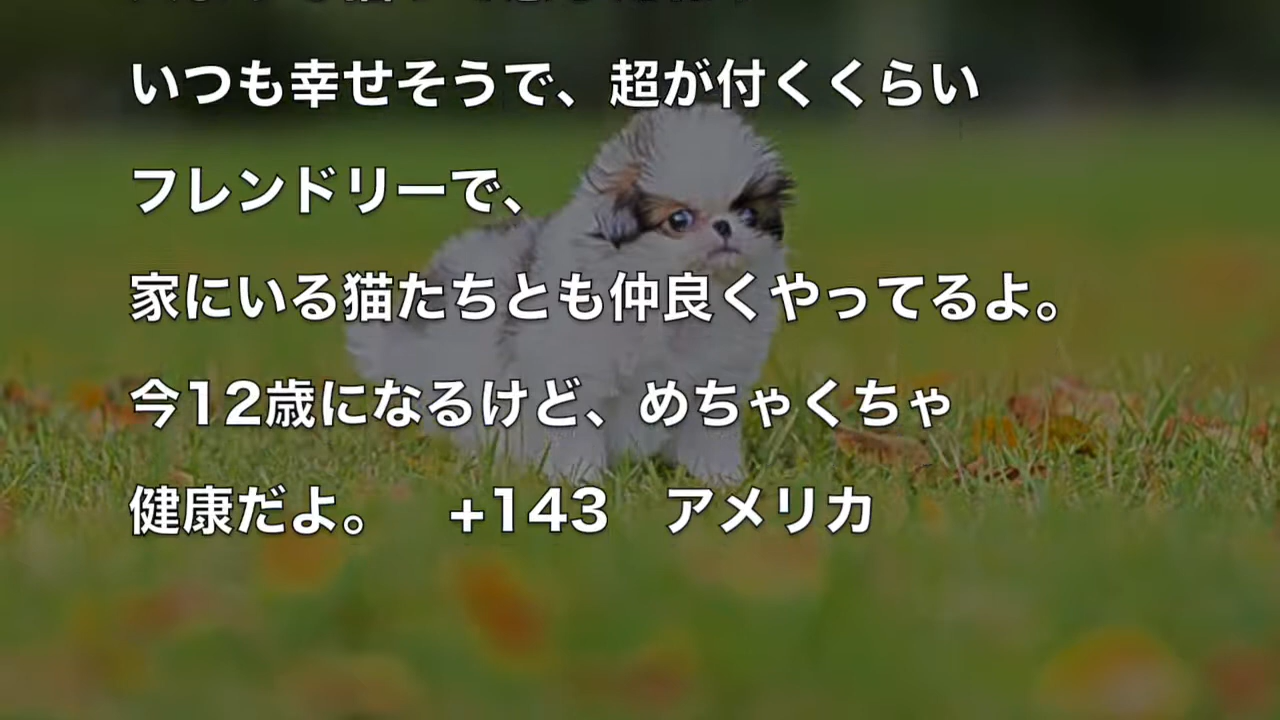 いつも幸せそうで、超が付くくらい
フレンドリーで、
家にいる猫たちとも仲良くやってるよ。
今12歳になるけど、めちゃくちゃ
健康だよ。　+143　アメリカ